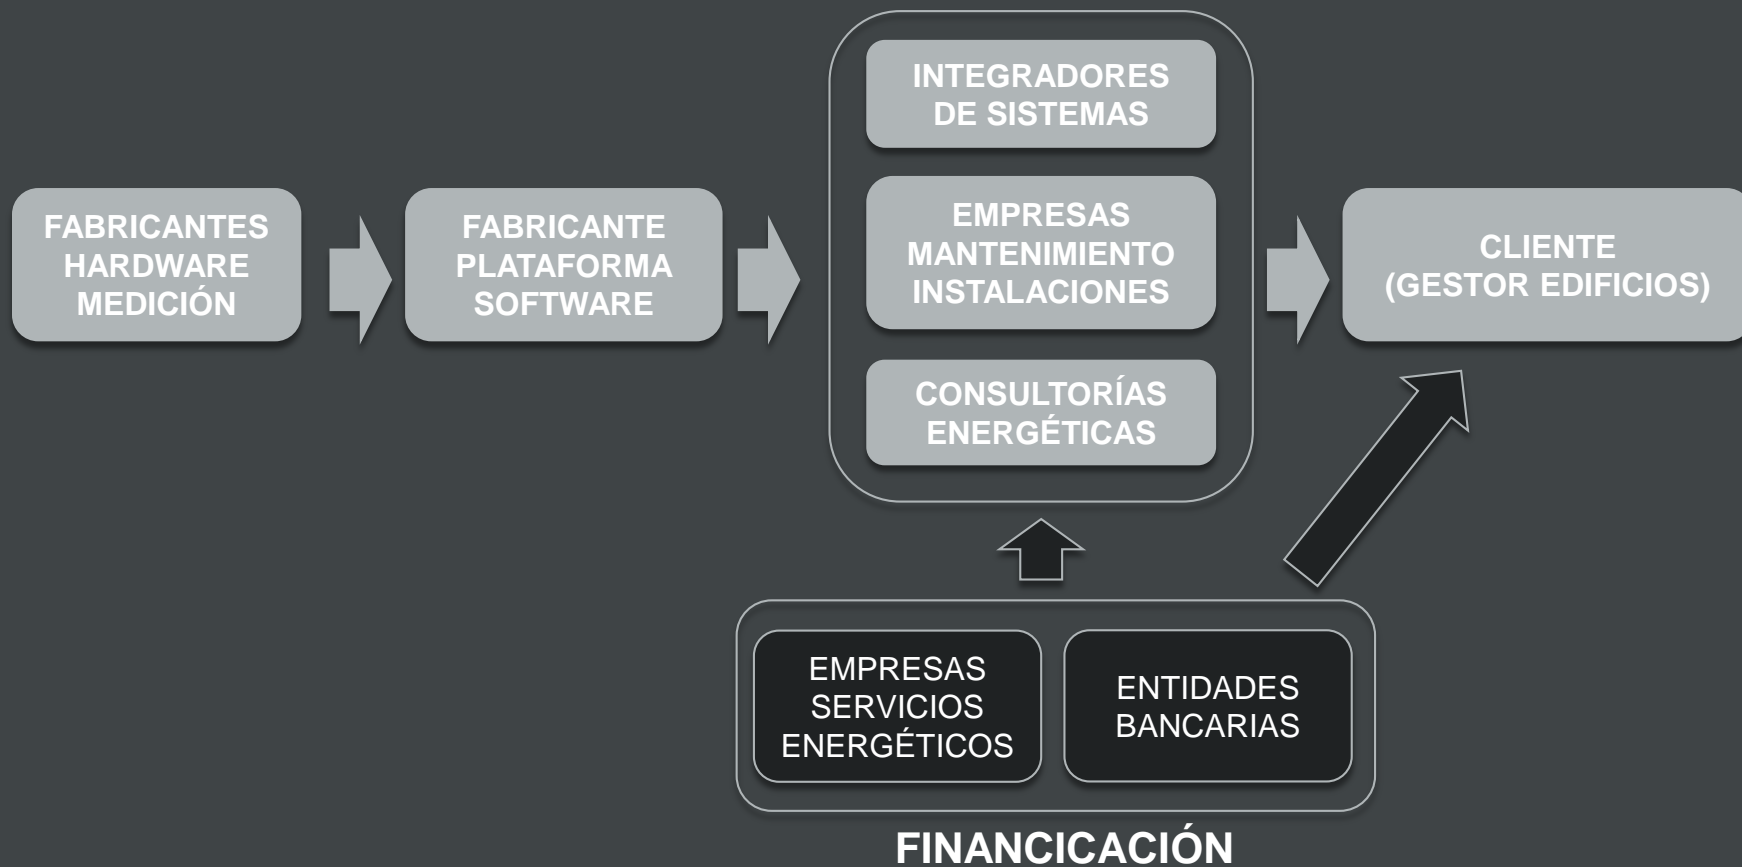 FABRICANTES
HARDWARE
MEDICIÓN
FABRICANTE
PLATAFORMA
SOFTWARE
INTEGRADORES
DE SISTEMAS
EMPRESAS
MANTENIMIENTO
INSTALACIONES
CONSULTORÍAS
ENERGÉTICAS
CLIENTE
(GESTOR EDIFICIOS)
EMPRESAS
SERVICIOS
ENERGÉTICOS
ENTIDADES
BANCARIAS
FINANCICACIÓN